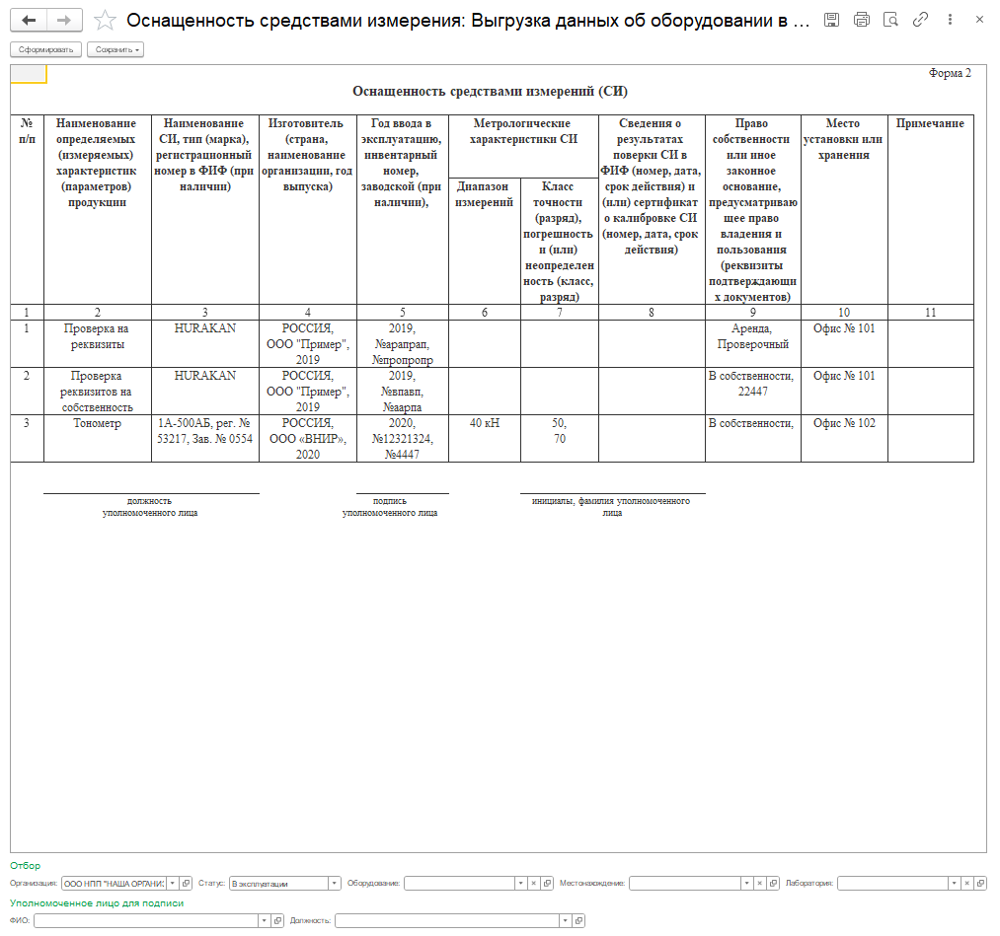 Оснащенность средствами измерения: Выгрузка данных об оборудовании в ...
Сформировать
Сохранить
Форма 2
Оснащенность средствами измерений (СИ)
№
п/п
Наименование
определяемых
(измеряемых)
характеристик
(параметров)
продукции
Наименование
СИ, тип (марка),
регистрационный
номер в ФИФ (при
наличии)
Изготовитель
(страна,
наименование
организации, год
выпуска)
Год ввода в
эксплуатацию,
инвентарный
номер,
заводской (при
наличии),
Метрологические
характеристики СИ
Диапазон
измерений
Класс
точности
(разряд),
погрешность
и (или)
неопределен
ность (класс,
разряд)
Сведения о
результатах
поверки СИ в
ФИФ (номер, дата,
срок действия) и
(или) сертификат
о калибровке СИ
(номер, дата, срок
действия)
Право
собственности
или иное
законное
основание,
предусматриваю
щее право
владения и
пользования
(реквизиты
подтверждающи
х документов)
Место
установки или
хранения
Примечание
1 2 3 4 5 6 7 8 9 10 11
1
Проверка на
реквизиты
HURAKAN
РОССИЯ,
ООО "Пример",
2019
2019,
№арапрап,
№пропропр
Аренда,
Проверочный
Офис № 101
2
Проверка
реквизитов на
собственность
HURAKAN
РОССИЯ,
ООО "Пример",
2019
2019,
№впавп,
№аарпа
В собственности,
22447
Офис № 101
3
Тонометр
1А-500АБ, рег. №
53217, Зав. № 0554
РОССИЯ,
ООО «ВНИР»,
2020
2020,
№12321324,
№4447
40 кН
50,
70
В собственности,
Офис № 102
должность
уполномоченного лица
подпись
уполномоченного лица
инициалы, фамилия уполномоченного
лица
Отбор
Организация: ООО НПП "НАША ОРГАНИЗ Статус: В эксплуатации Оборудование: Местонахождение: Лаборатория:
Уполномоченное лицо для подписи
ФИО: Должность: